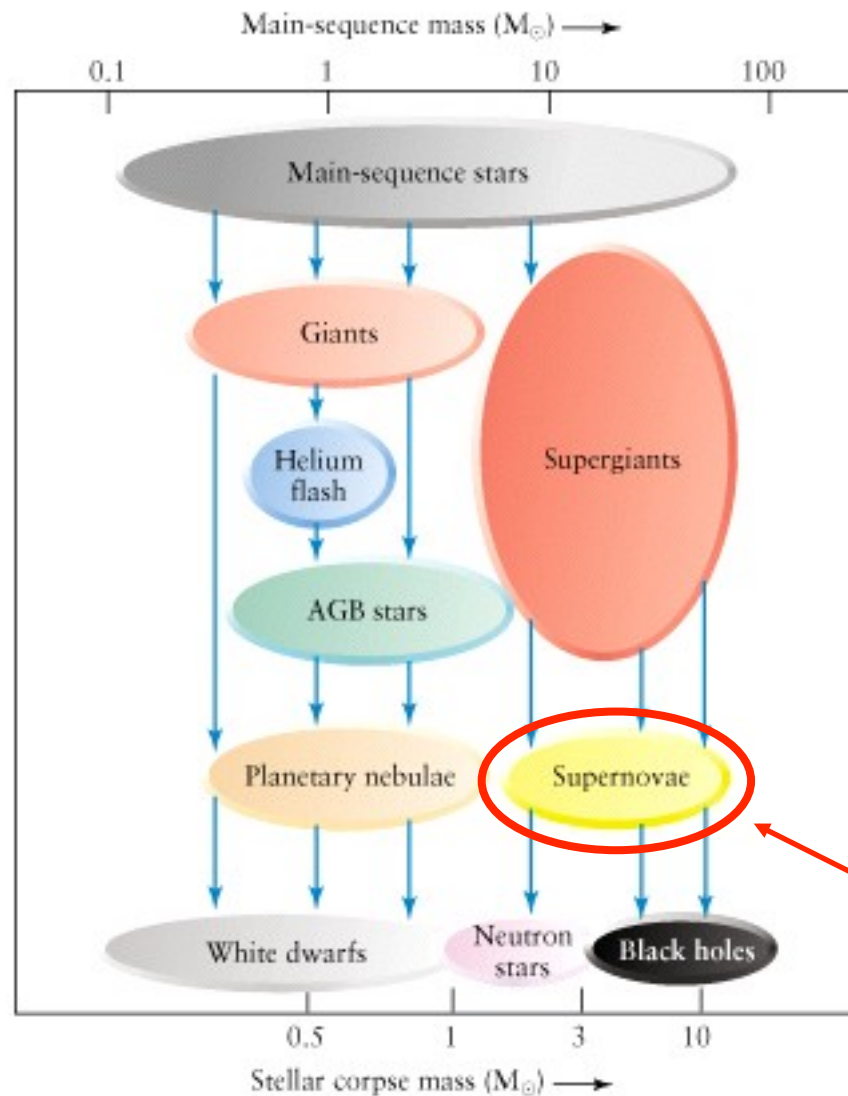 Main-sequence mass (M☉) →
0.1 1 10 100
Main-sequence stars
Giants
Helium
flash
Supergiants
AGB stars
Planetary nebulae
Supernovae
White dwarfs
Neutron
stars
Black holes
0.5 1 3 10
Stellar corpse mass (M☉) →